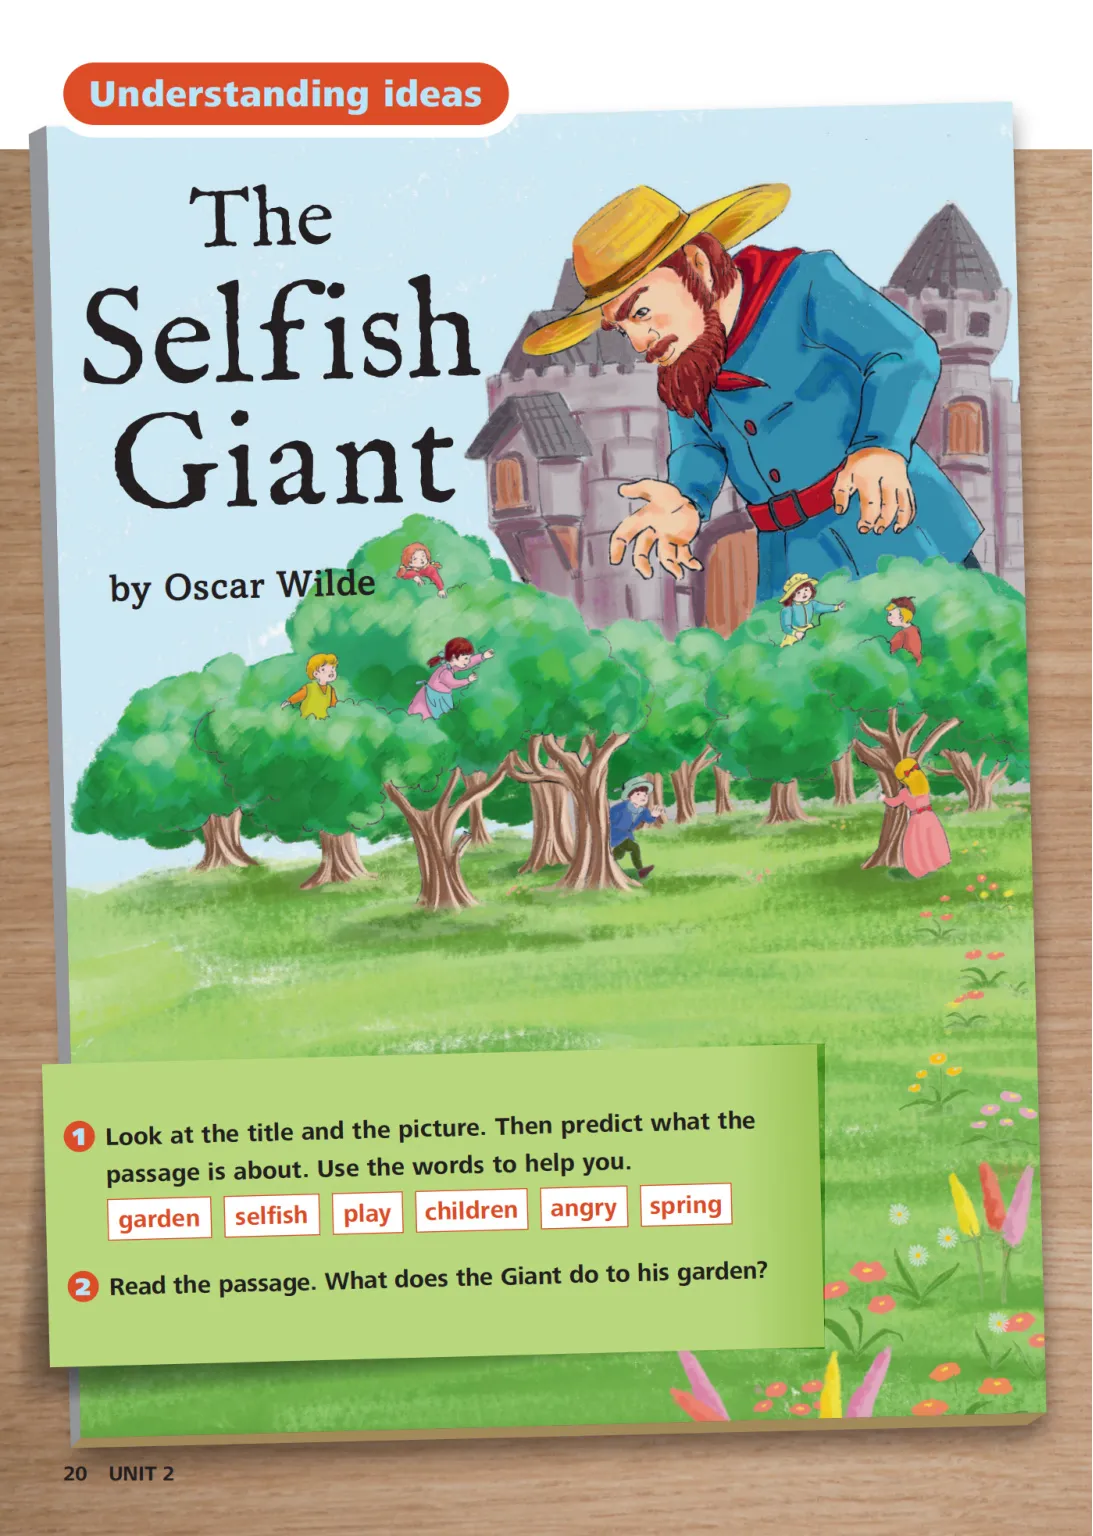 Understanding ideas
The
Selfish
Giant
by Oscar Wilde
1 Look at the title and the picture. Then predict what the
passage is about. Use the words to help you.
garden selfish play children angry spring
2 Read the passage. What does the Giant do to his garden?
20 UNIT 2